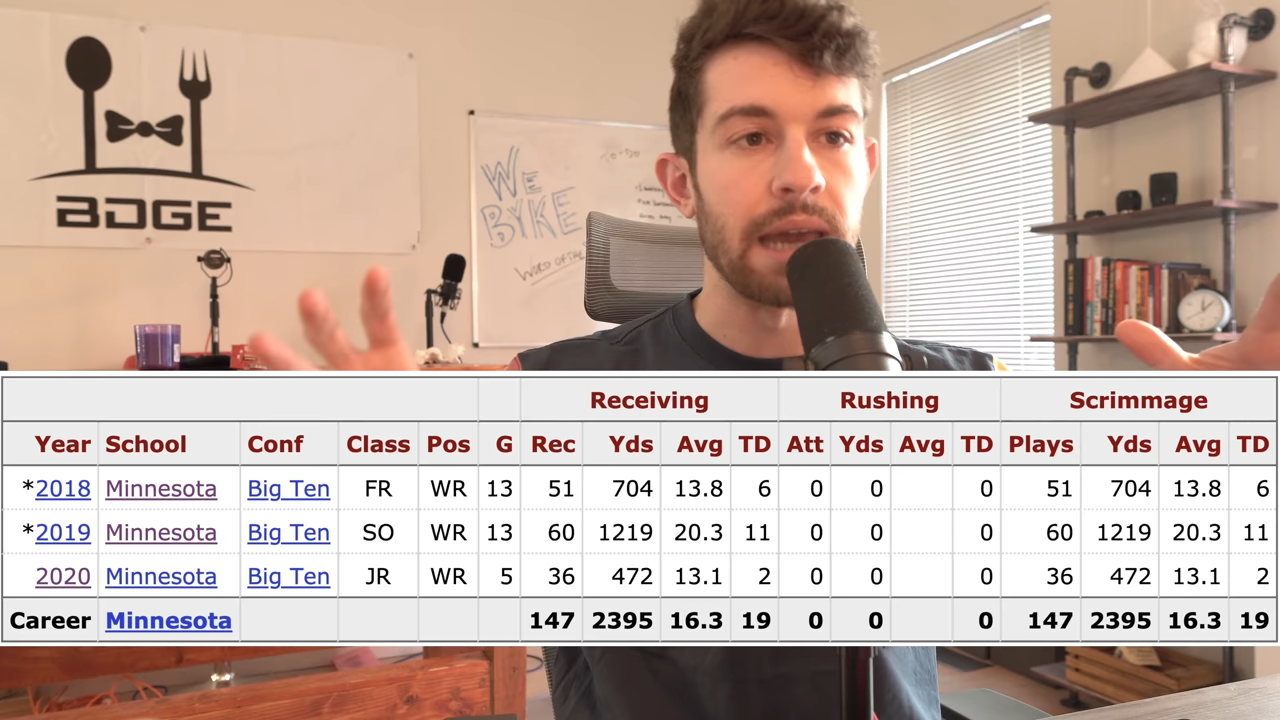 BDGE
WE
BYKE
TO-DO
WORD OF THE
Receiving Rushing Scrimmage
Year School Conf Class Pos G Rec Yds Avg TD Att Yds Avg TD Plays Yds Avg TD
*2018 Minnesota Big Ten FR WR 13 51 704 13.8 6 0 0 0 51 704 13.8 6
*2019 Minnesota Big Ten SO WR 13 60 1219 20.3 11 0 0 0 60 1219 20.3 11
2020 Minnesota Big Ten JR WR 5 36 472 13.1 2 0 0 0 36 472 13.1 2
Career Minnesota 147 2395 16.3 19 0 0 0 147 2395 16.3 19